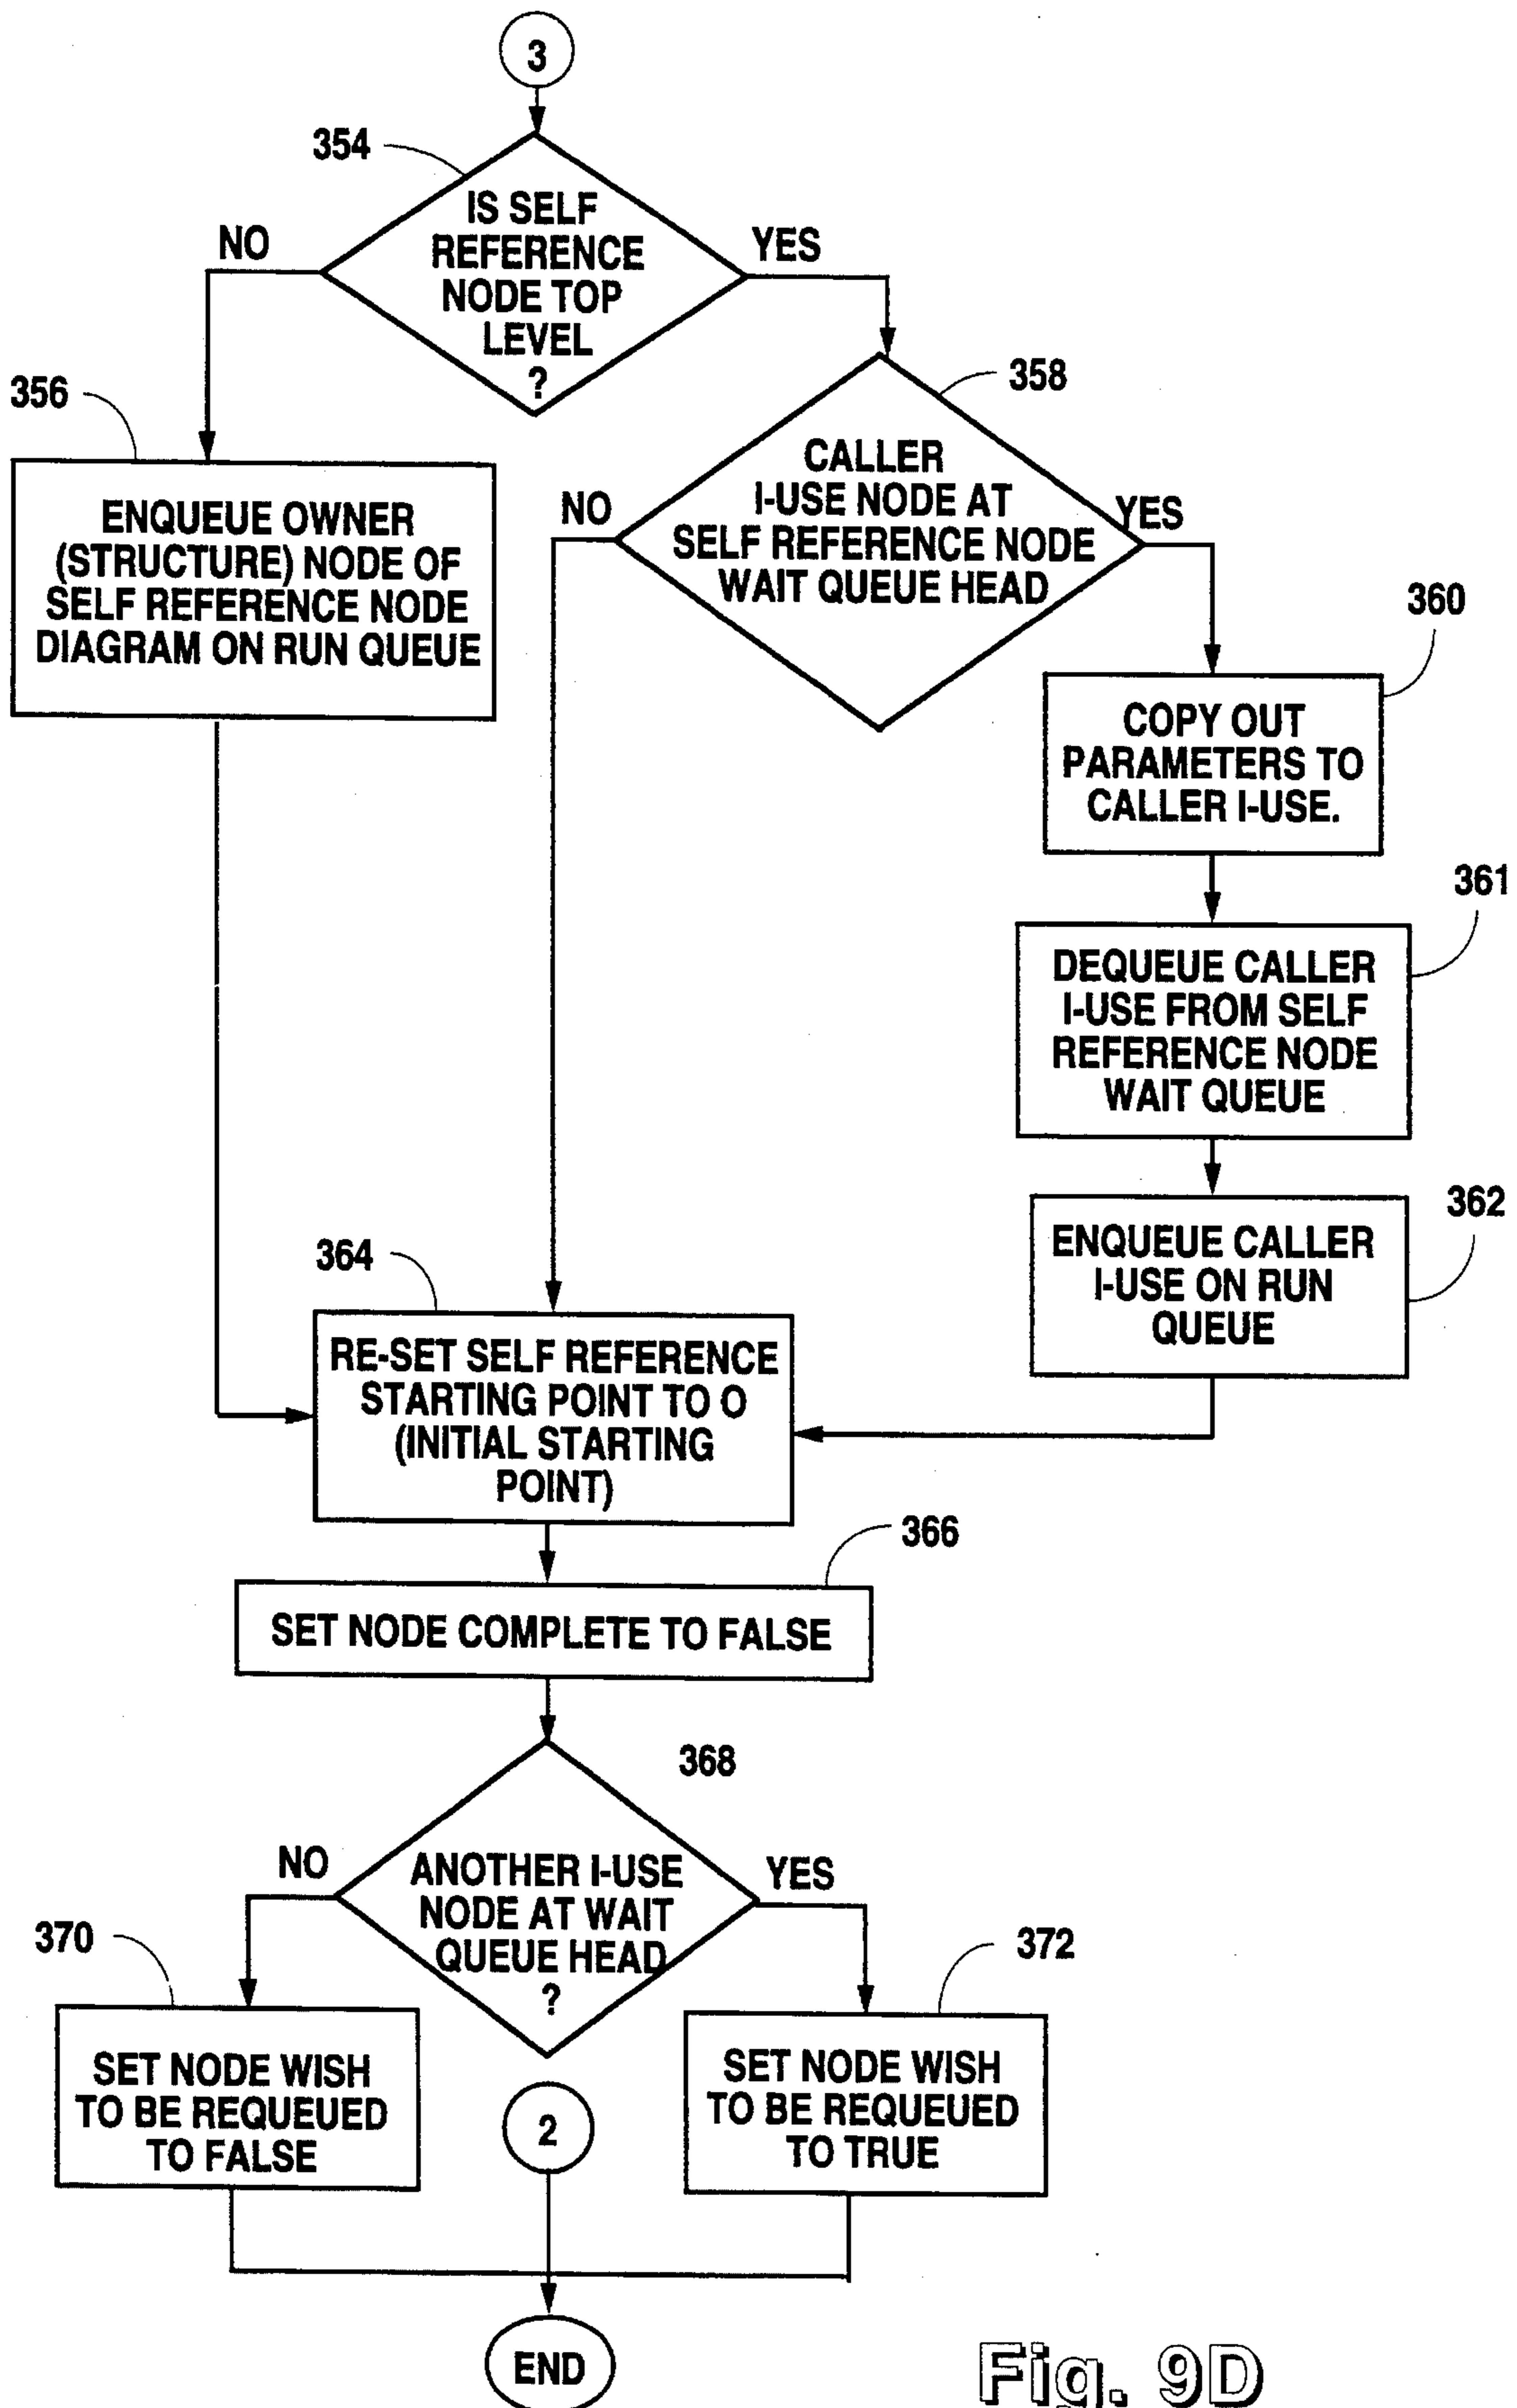 3
354
IS SELF
REFERENCE
NODE TOP
LEVEL
?
NO
YES
356
ENQUEUE OWNER
(STRUCTURE) NODE OF
SELF REFERENCE NODE
DIAGRAM ON RUN QUEUE
358
CALLER
I-USE NODE AT
SELF REFERENCE NODE
WAIT QUEUE HEAD
NO
YES
360
COPY OUT
PARAMETERS TO
CALLER I-USE.
361
DEQUEUE CALLER
I-USE FROM SELF
REFERENCE NODE
WAIT QUEUE
362
ENQUEUE CALLER
I-USE ON RUN
QUEUE
364
RE-SET SELF REFERENCE
STARTING POINT TO O
(INITIAL STARTING
POINT)
366
SET NODE COMPLETE TO FALSE
368
ANOTHER I-USE
NODE AT WAIT
QUEUE HEAD
?
NO
YES
370
SET NODE WISH
TO BE REQUEUED
TO FALSE
372
SET NODE WISH
TO BE REQUEUED
TO TRUE
2
END
Fig. 9D